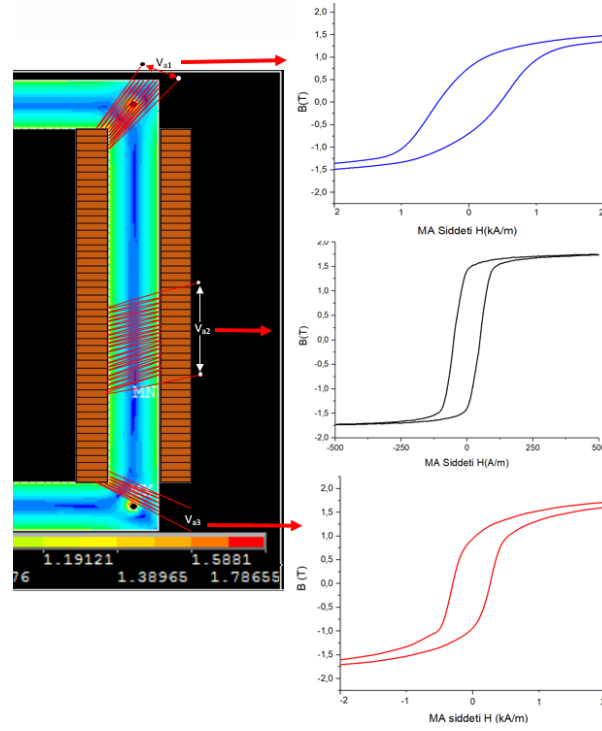 Va1
Va2
MN
Va3
1.19121
1.5881
76
1.38965
1.78655
B(T)
2,0
1,5
1,0
0,5
0,0
-0,5
-1,0
-1,5
-2,0
2 1 0 1 2
MA Siddeti H(kA/m)
B(T)
2,0
1,5
1,0
0,5
0,0
-0,5
-1,0
-1,5
-2,0
-500 -250 0 250 500
MA Siddeti H(A/m)
B (T)
2,0
1,5
1,0
0,5
0,0
-0,5
-1,0
-1,5
-2,0
-2 -1 0 1 2
MA siddeti H (kA/m)